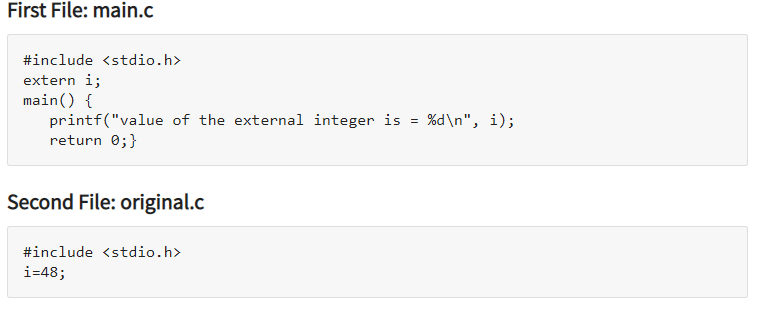 First File: main.c
#include <stdio.h>
extern i;
main() {
   printf("value of the external integer is = %d\n", i);
   return 0;}
Second File: original.c
#include <stdio.h>
i=48;